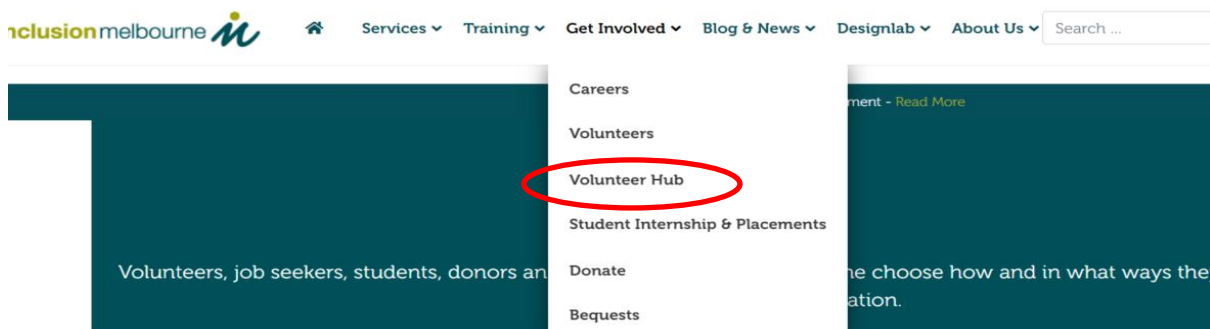 nclusion melbourne
Services Training Get Involved Blog & News Designlab About Us Search ...
Careers
ment - Read More
Volunteers
Volunteer Hub
Student Internship & Placements
Volunteers, job seekers, students, donors an
Donate
e choose how and in what ways the
ation.
Bequests